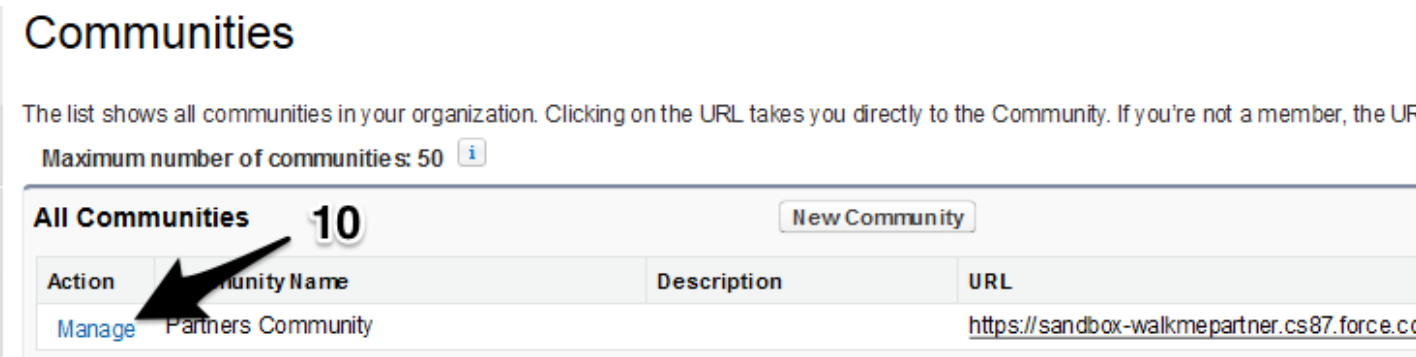 Communities
The list shows all communities in your organization. Clicking on the URL takes you directly to the Community. If you're not a member, the UR
Maximum number of communities: 50 i
All Communities 10 New Community
Action munity Name Description URL
Manage Partners Community https://sandbox-walkmepartner.cs87.force.co